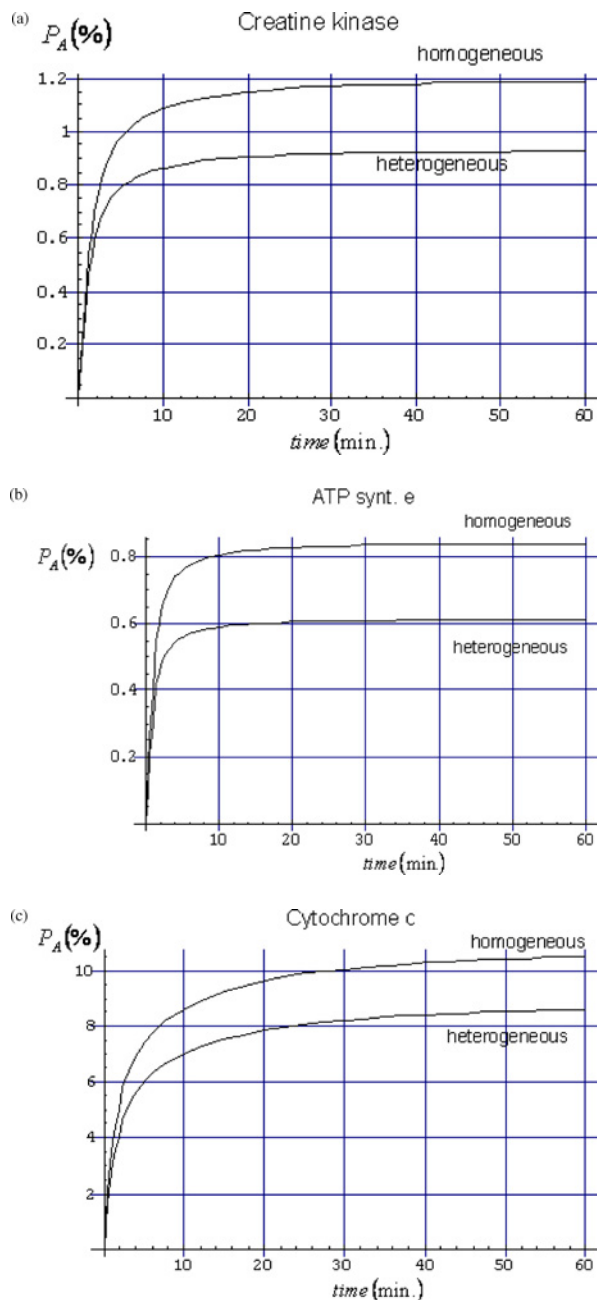 (a)
Creatine kinase
P_A(%)
homogeneous
1.2
1
heterogeneous
0.8
0.6
0.4
0.2
10 20 30 40 50 60
time(min.)
(b)
ATP synt. e
homogeneous
P_A(%)
0.8
0.6
heterogeneous
0.4
0.2
10 20 30 40 50 60
time(min.)
(c)
Cytochrome c
P_A(%)
homogeneous
10
8
heterogeneous
6
4
2
10 20 30 40 50 60
time(min.)